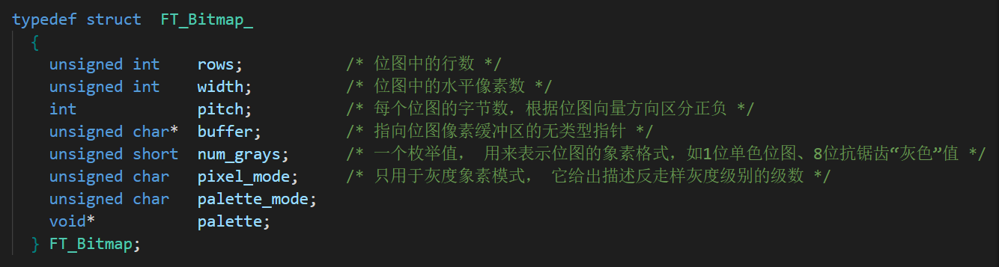 typedef struct  FT_Bitmap_
{
unsigned int    rows;           /* 位图中的行数 */
unsigned int    width;          /* 位图中的水平像素数 */
int             pitch;          /* 每个位图的字节数，根据位图向量方向区分正负 */
unsigned char*  buffer;         /* 指向位图像素缓冲区的无类型指针 */
unsigned short  num_grays;      /* 一个枚举值， 用来表示位图的象素格式，如1位单色位图、8位抗锯齿“灰色”值 */
unsigned char   pixel_mode;     /* 只用于灰度象素模式， 它给出描述反走样灰度级别的级数 */
unsigned char   palette_mode;
void*           palette;
} FT_Bitmap;